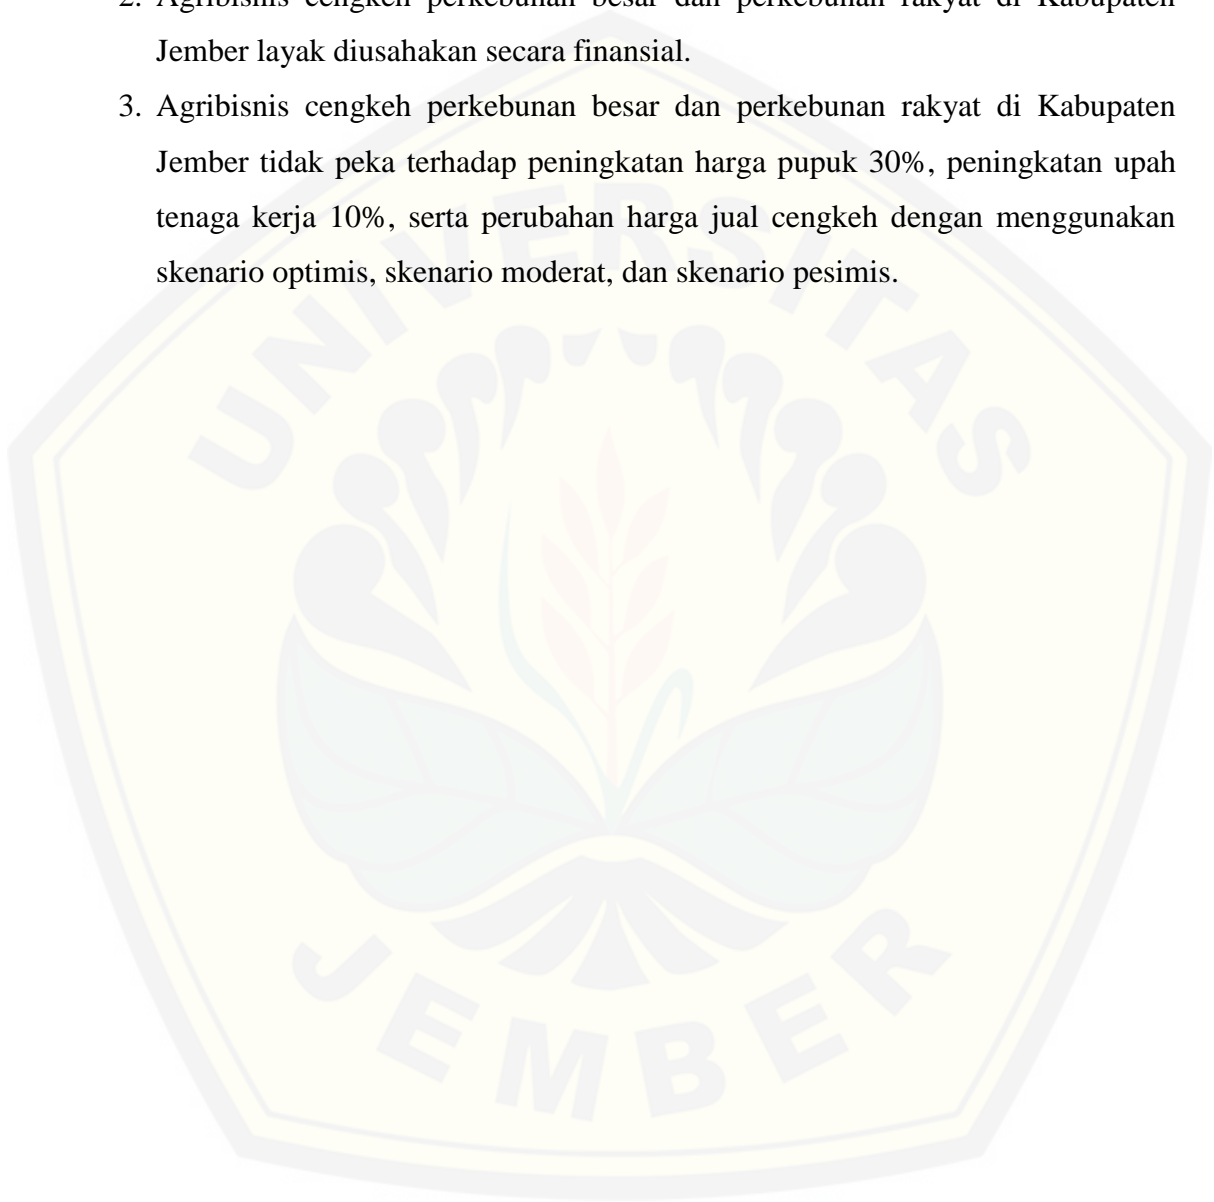 2. Agribisnis cengkeh perkebunan besar dan perkebunan rakyat di Kabupaten
Jember layak diusahakan secara finansial.
3. Agribisnis cengkeh perkebunan besar dan perkebunan rakyat di Kabupaten
Jember tidak peka terhadap peningkatan harga pupuk 30%, peningkatan upah
tenaga kerja 10%, serta perubahan harga jual cengkeh dengan menggunakan
skenario optimis, skenario moderat, dan skenario pesimis.
UNIVERSITAS
JEMBER